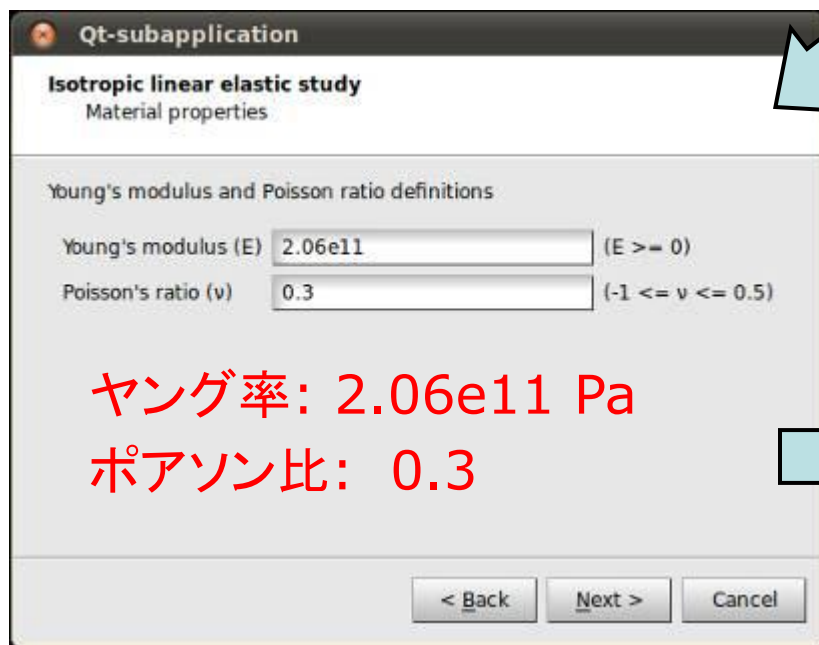 Qt-subapplication
Isotropic linear elastic study
Material properties
Young's modulus and Poisson ratio definitions
Young's modulus (E) 2.06e11 (E >= 0)
Poisson's ratio (ν) 0.3 (-1 <= ν <= 0.5)
ヤング率: 2.06e11 Pa
ポアソン比: 0.3
< Back Next > Cancel